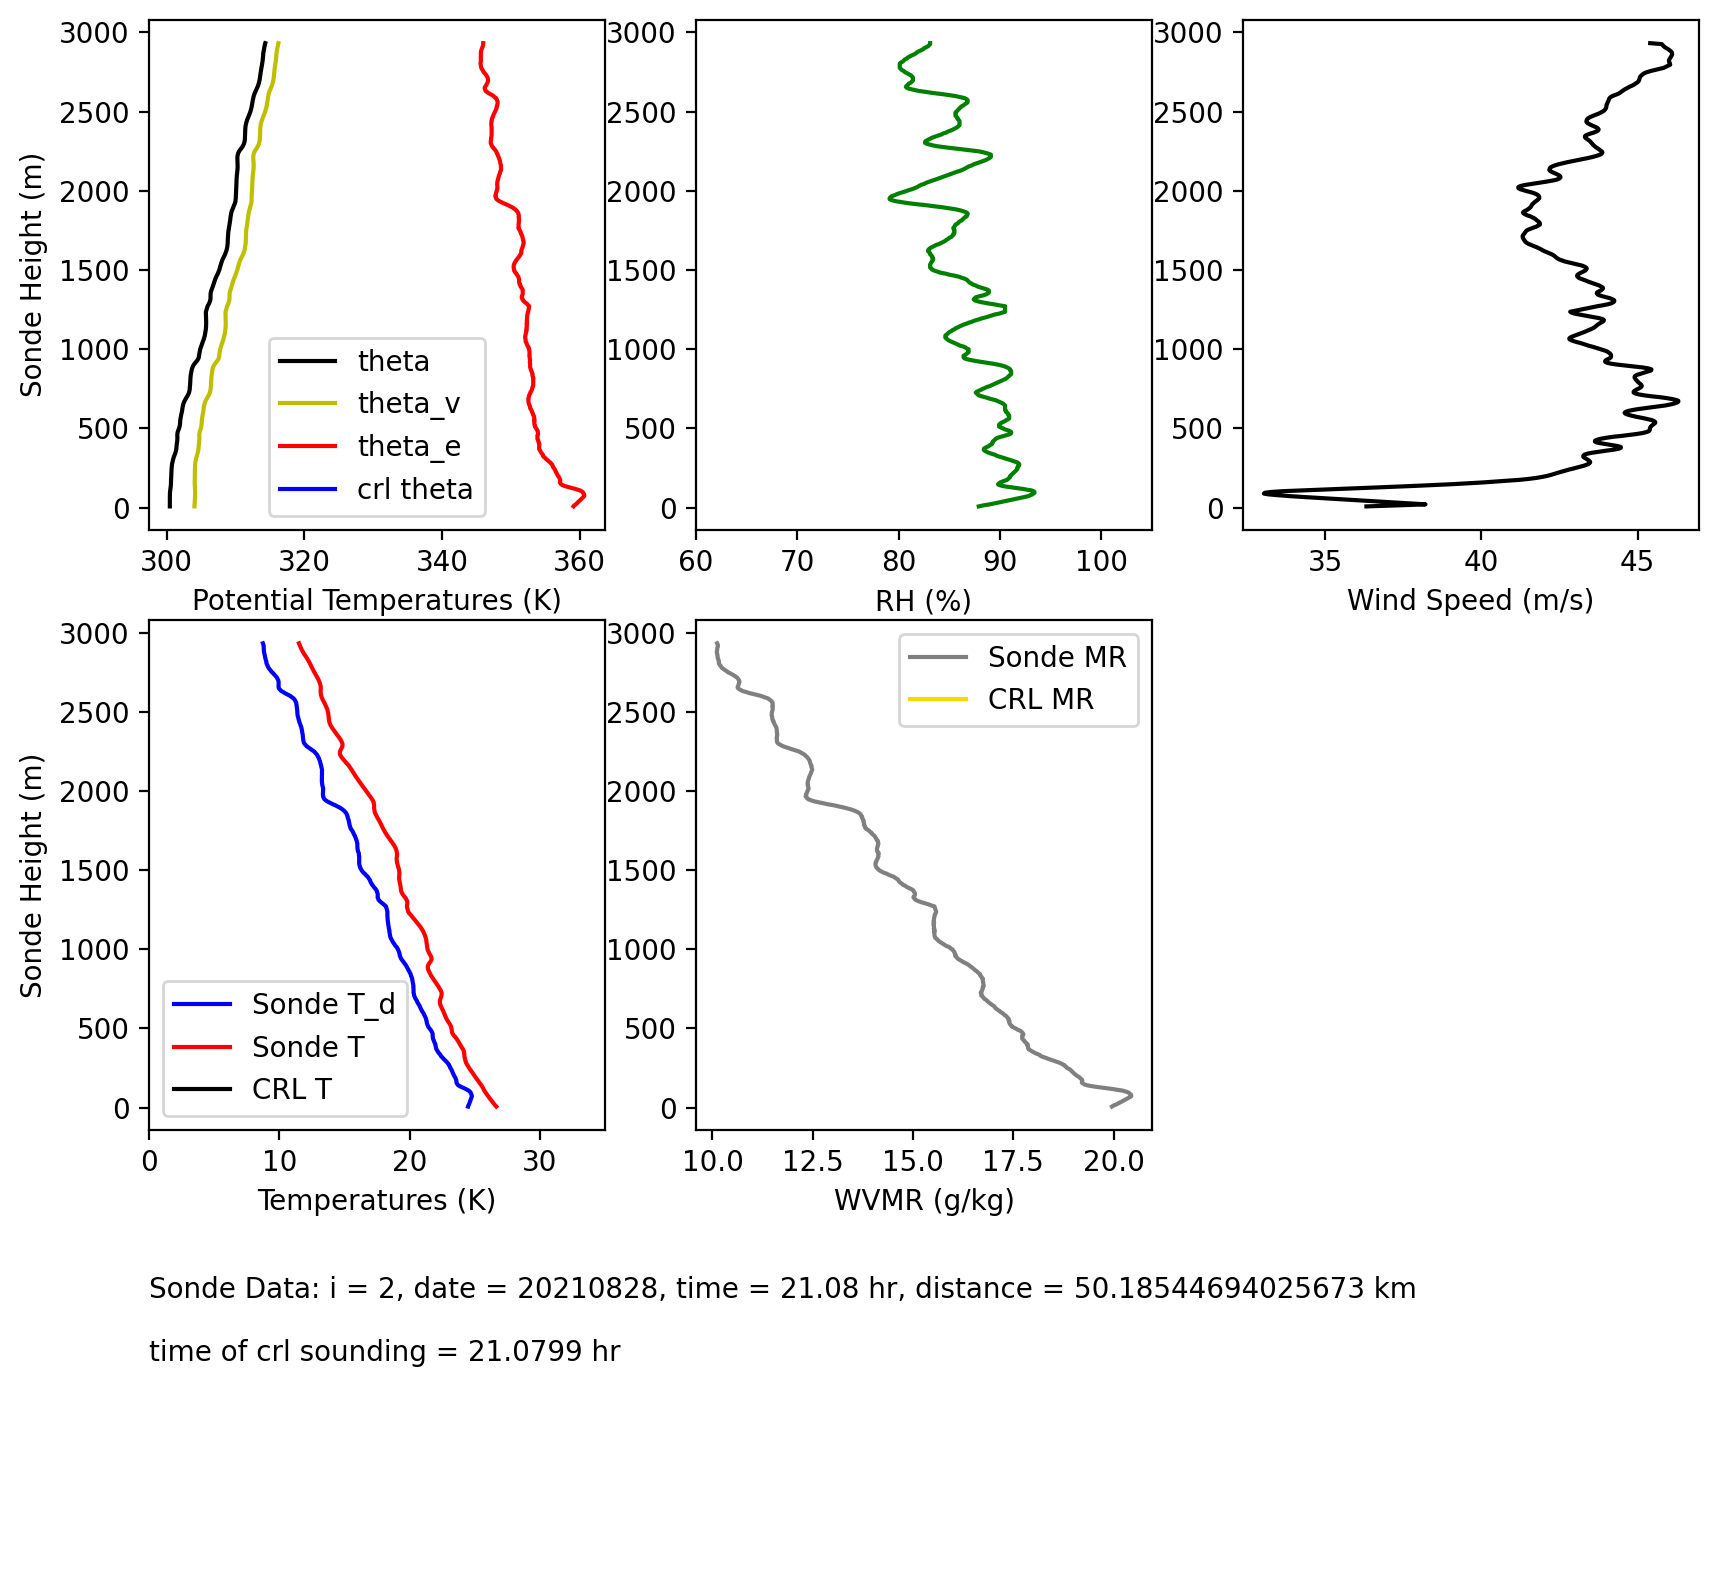 3000
2500
2000
1500
1000
500
0
Sonde Height (m)
theta
theta_v
theta_e
crl theta
300 320 340 360
Potential Temperatures (K)
3000
2500
2000
1500
1000
500
0
60 70 80 90 100
RH (%)
3000
2500
2000
1500
1000
500
0
35 40 45
Wind Speed (m/s)
3000
2500
2000
1500
1000
500
0
Sonde Height (m)
Sonde T_d
Sonde T
CRL T
0 10 20 30
Temperatures (K)
3000
2500
2000
1500
1000
500
0
Sonde MR
CRL MR
10.0 12.5 15.0 17.5 20.0
WVMR (g/kg)
Sonde Data: i = 2, date = 20210828, time = 21.08 hr, distance = 50.18544694025673 km
time of crl sounding = 21.0799 hr